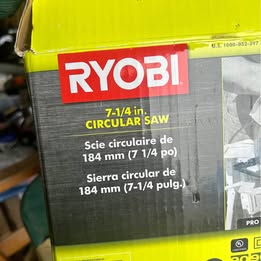 RYOBI
7-1/4 in.
CIRCULAR SAW
Scie circulaire de
184 mm (7 1/4 po)
Sierra circular de
184 mm (7-1/4 pulg.)
PRO